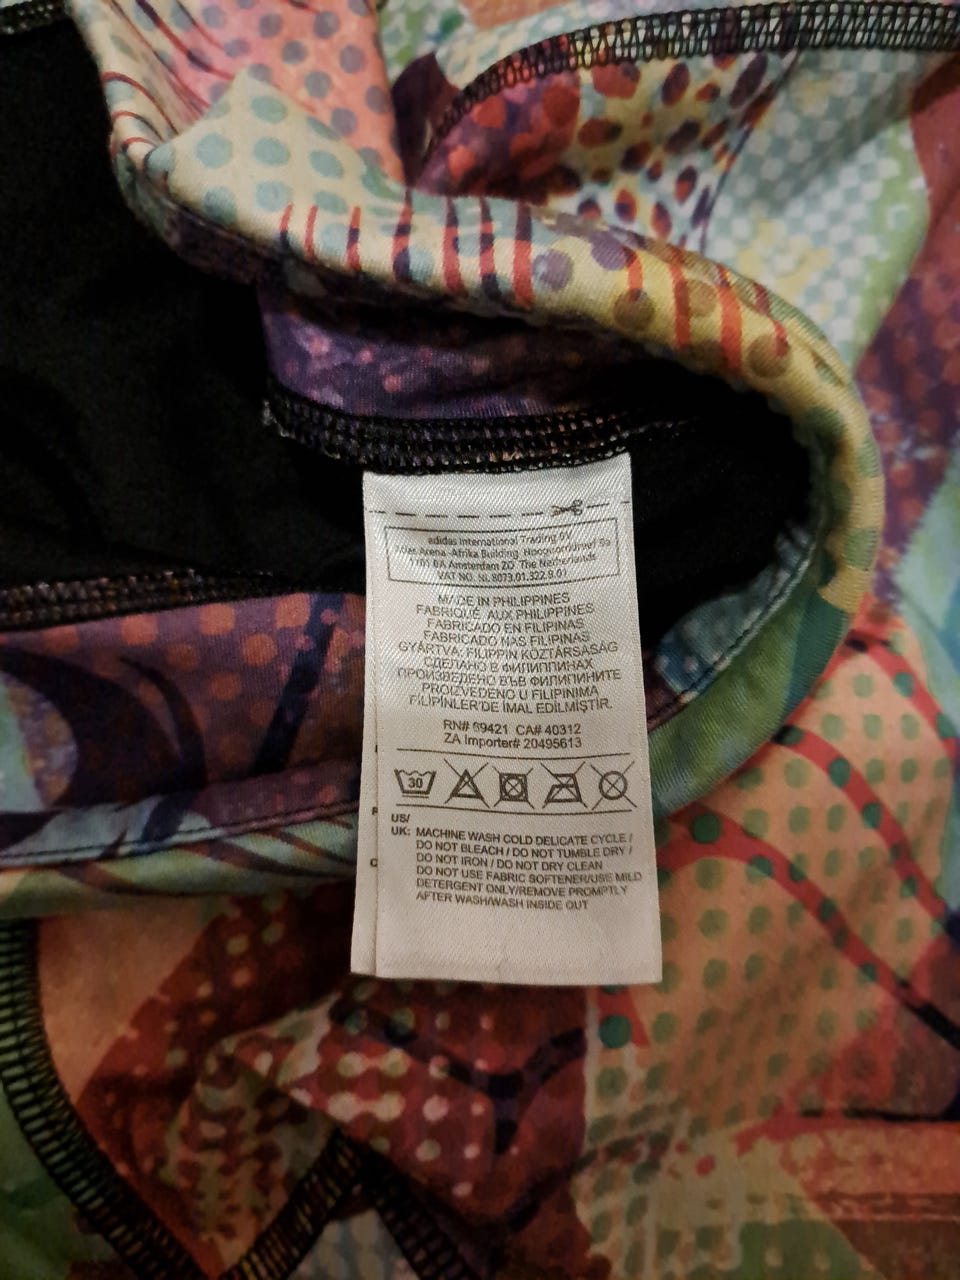 adidas International Trading BV
Atlas Arena -Afrika Building Hoogoorddreef 9a
1101 BA Amsterdam ZO The Netherlands
VAT NO. NL 8073.01.322.B.01
MADE IN PHILIPPINES
FABRIQUÉ AUX PHILIPPINES
FABRICADO EN FILIPINAS
FABRICADO NAS FILIPINAS
GYÁRTVA: FILIPPIN KÖZTÁRSASÁG
СДЕЛАНО В ФИЛИППИНАХ
ПРОИЗВЕДЕНО ВЪВ ФИЛИПИНИТЕ
PROIZVEDENO U FILIPINIMA
FİLİPİNLER'DE İMAL EDİLMİŞTİR.
RN# 69421 CA# 40312
ZA Importer# 20495613
30
US/
UK: MACHINE WASH COLD DELICATE CYCLE /
DO NOT BLEACH / DO NOT TUMBLE DRY /
DO NOT IRON / DO NOT DRY CLEAN
DO NOT USE FABRIC SOFTENER/USE MILD
DETERGENT ONLY/REMOVE PROMPTLY
AFTER WASH/WASH INSIDE OUT